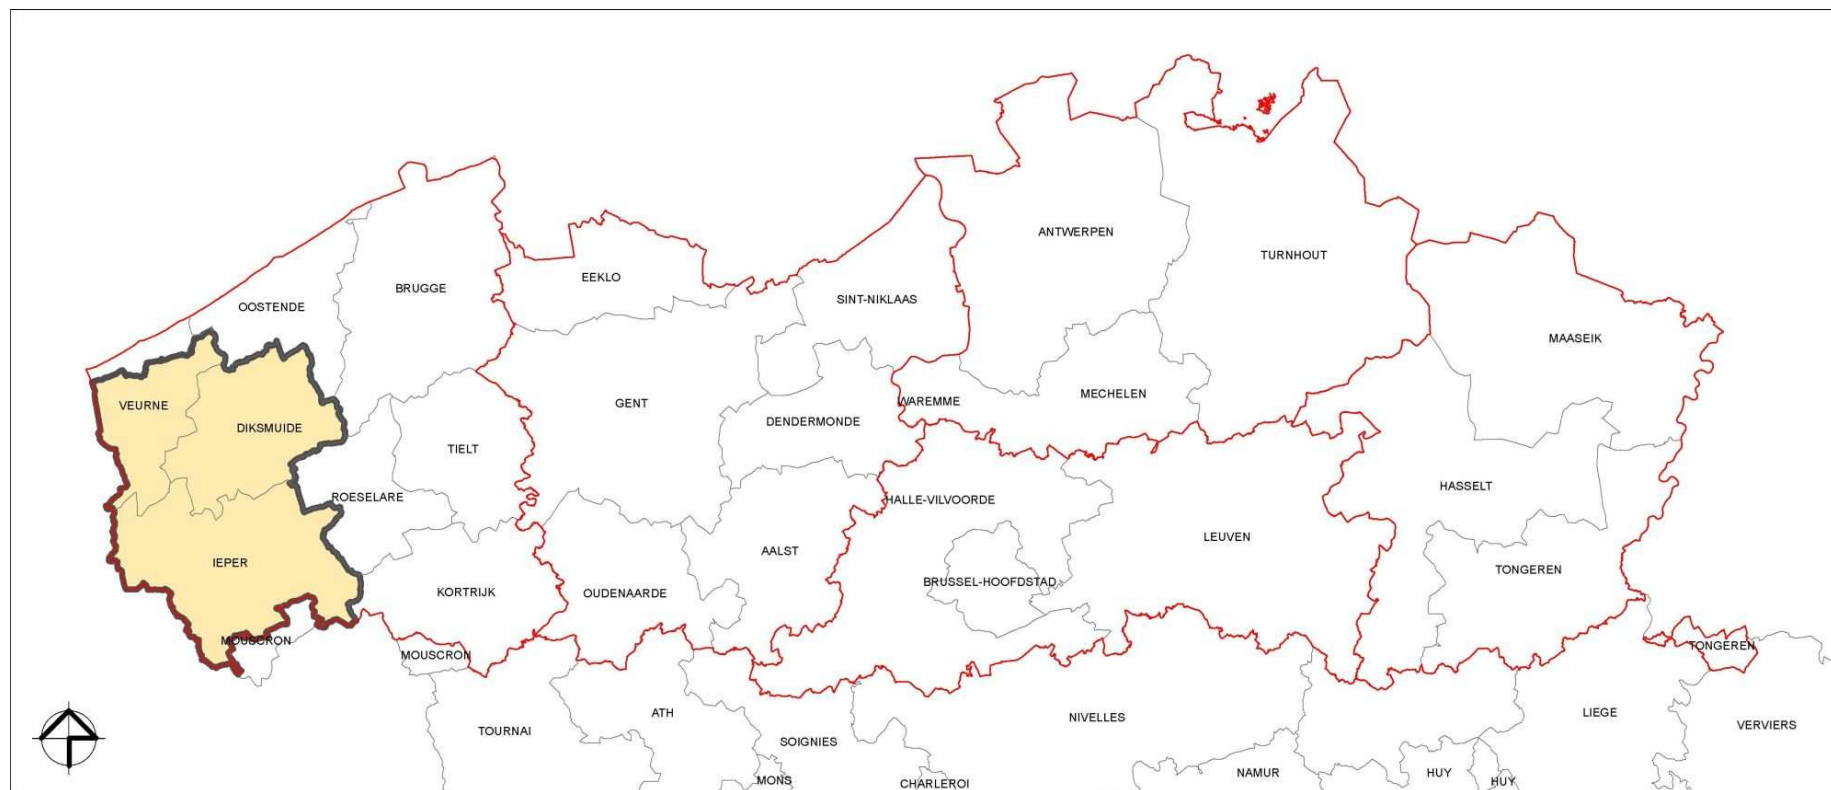 ANTWERPEN
TURNHOUT
EEKLO
BRUGGE
SINT-NIKLAAS
OOSTENDE
MAASEIK
MECHELEN
WAREMME
GENT
VEURNE
DENDERMONDE
DIKSMUIDE
TIELT
HASSELT
ROESELARE
HALLE-VILVOORDE
LEUVEN
AALST
IEPER
TONGEREN
BRUSSEL-HOOFDSTAD
KORTRIJK
OUDENAARDE
MOUSCRON
TONGEREN
MOUSCRON
ATH
LIEGE
NIVELLES
VERVIERS
TOURNAI
SOIGNIES
NAMUR
HUY
MONS
HUY
CHARLEROI